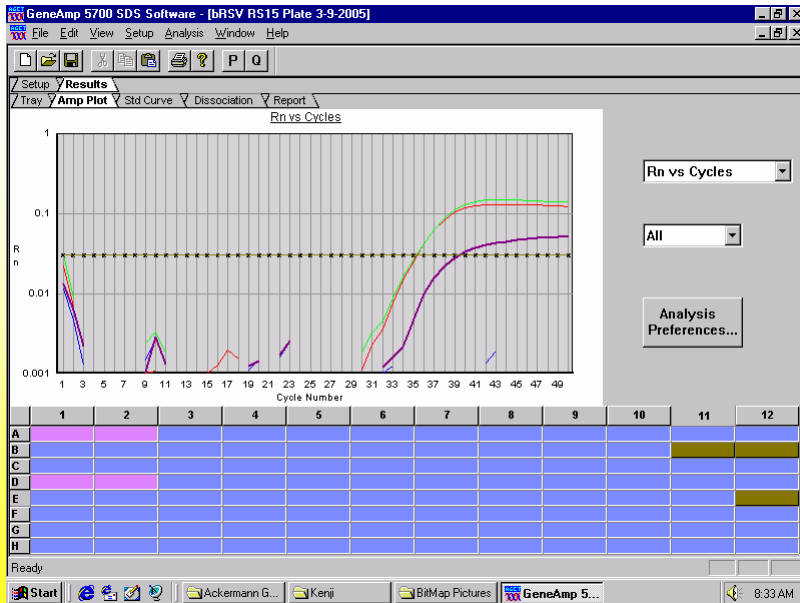 GeneAmp 5700 SDS Software - [bRSV RS15 Plate 3-9-2005]
File Edit View Setup Analysis Window Help
P Q
Setup Results
Tray Amp Plot Std Curve Dissociation Report
Rn vs Cycles
1
0.1
0.01
0.001
R
n
1 3 5 7 9 11 13 15 17 19 21 23 25 27 29 31 33 35 37 39 41 43 45 47 49
Cycle Number
Rn vs Cycles
All
Analysis
Preferences...
1 2 3 4 5 6 7 8 9 10 11 12
A
B
C
D
E
F
G
H
Ready
Start Ackermann G... Kenji BitMap Pictures GeneAmp 5... 8:33 AM